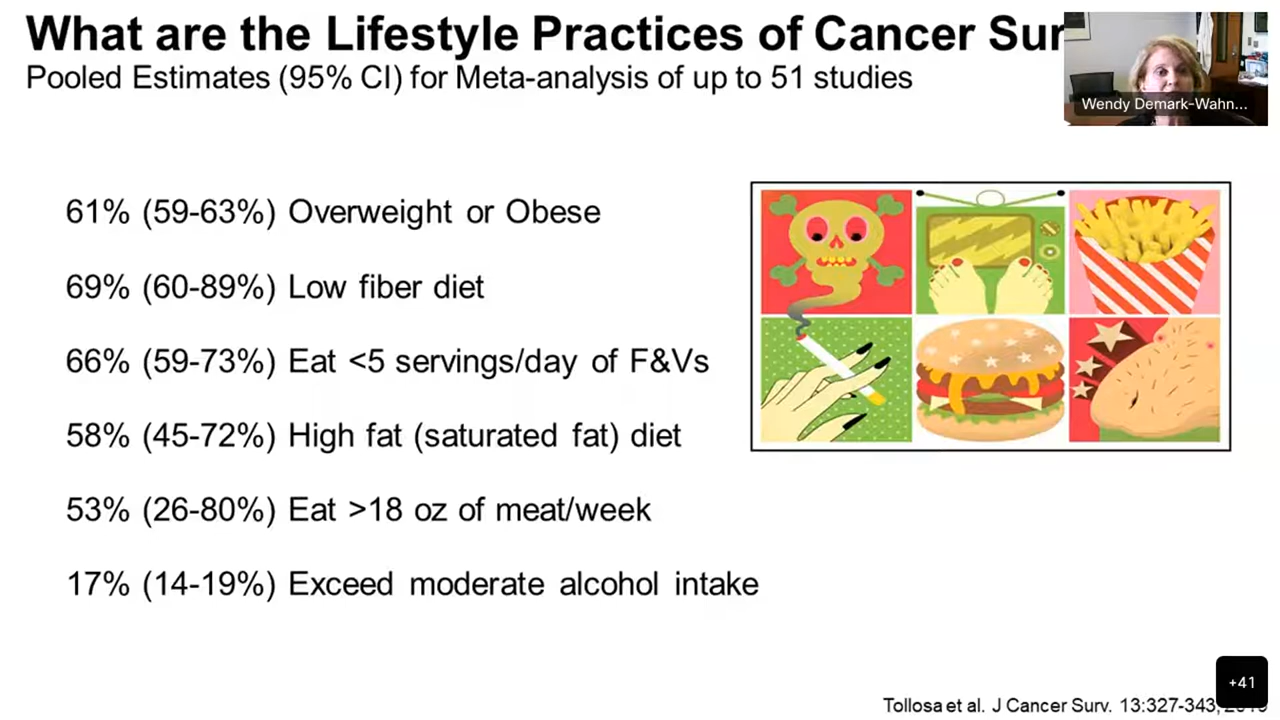 What are the Lifestyle Practices of Cancer Sur
Pooled Estimates (95% CI) for Meta-analysis of up to 51 studies
Wendy Demark-Wahn...
61% (59-63%) Overweight or Obese
69% (60-89%) Low fiber diet
66% (59-73%) Eat <5 servings/day of F&Vs
58% (45-72%) High fat (saturated fat) diet
53% (26-80%) Eat >18 oz of meat/week
17% (14-19%) Exceed moderate alcohol intake
+41
Tollosa et al. J Cancer Surv. 13:327-343,